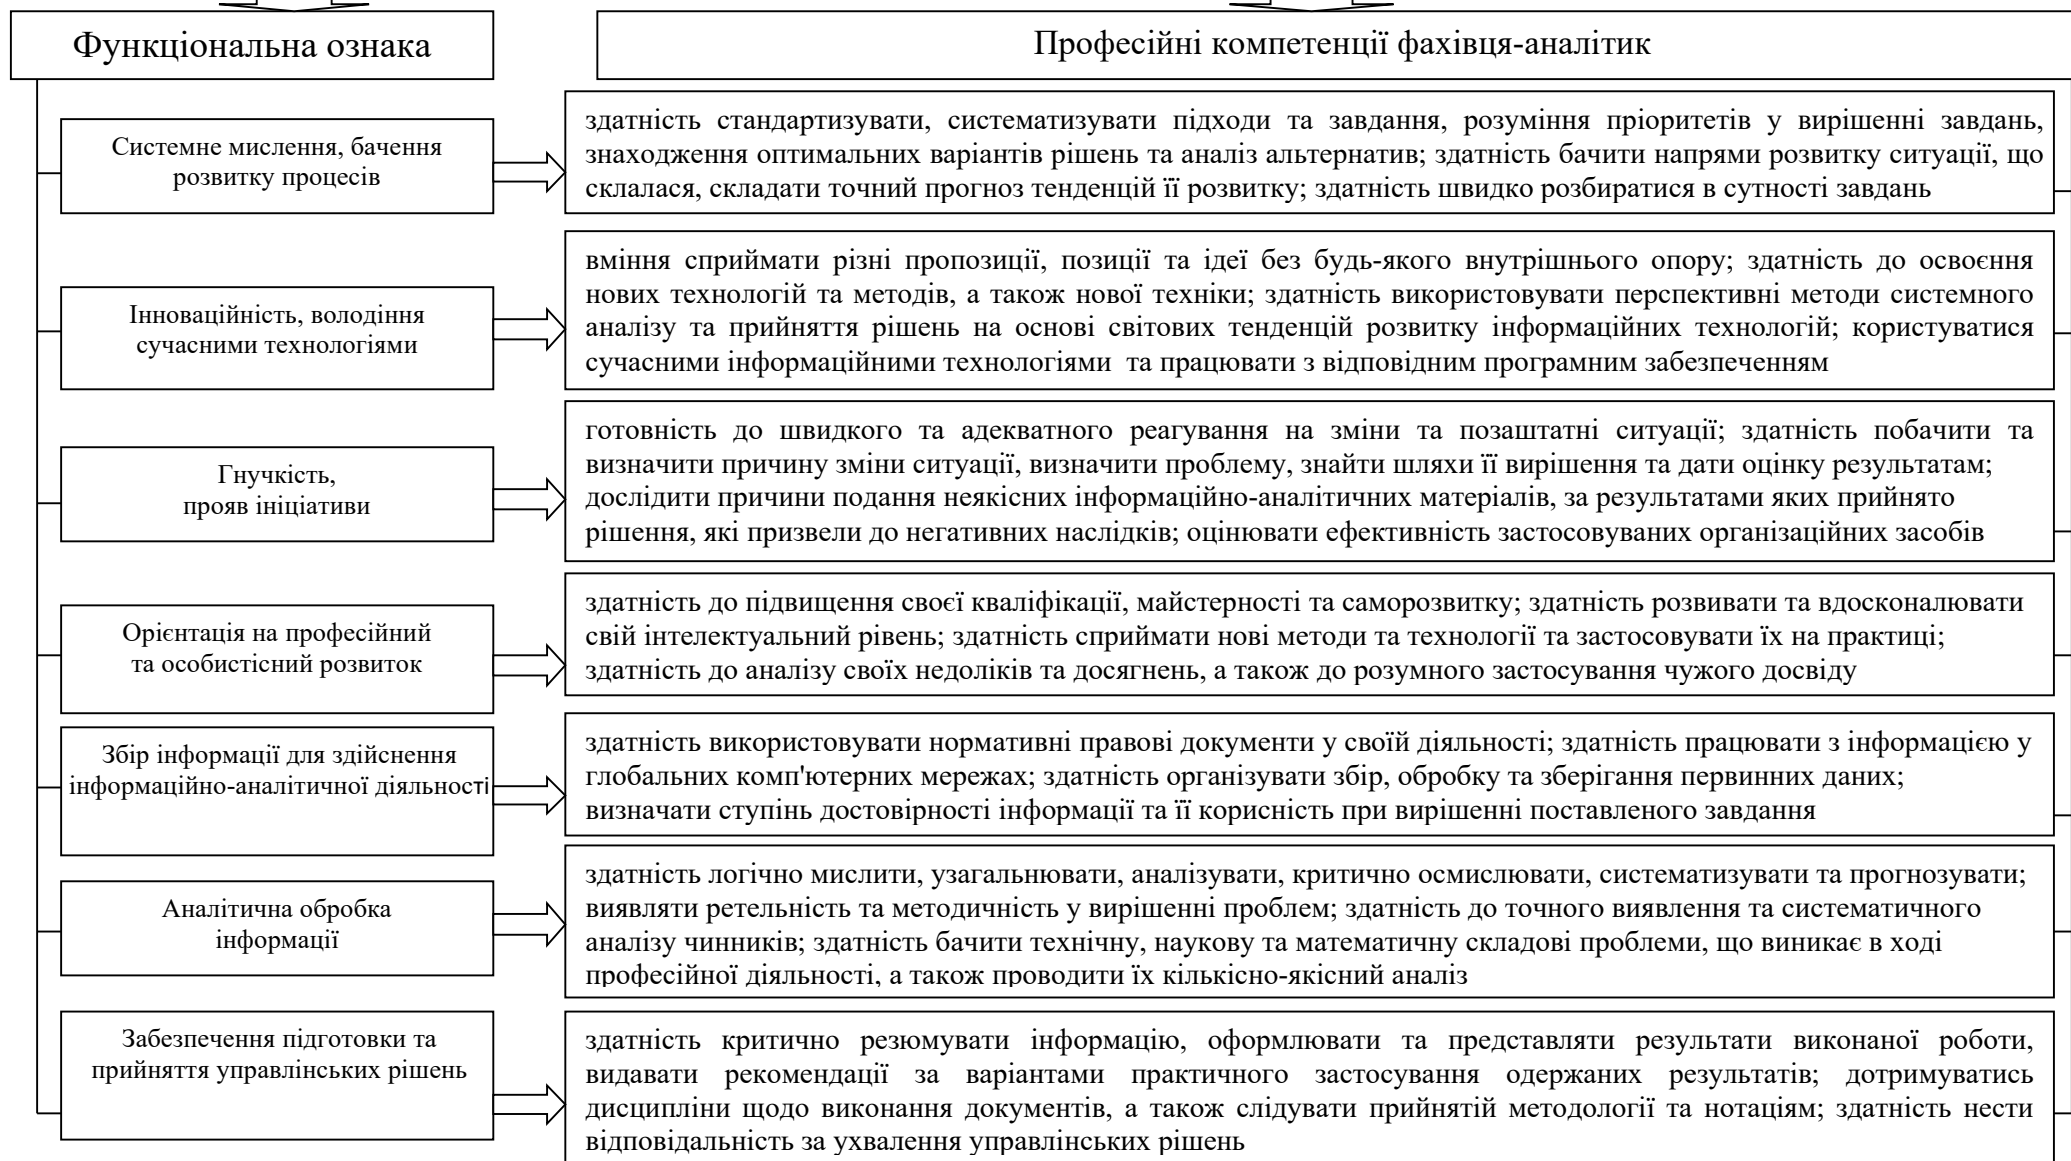 Функціональна ознака
Професійні компетенції фахівця-аналітик
Системне мислення, бачення
розвитку процесів
здатність стандартизувати, систематизувати підходи та завдання, розуміння пріоритетів у вирішенні завдань,
знаходження оптимальних варіантів рішень та аналіз альтернатив; здатність бачити напрями розвитку ситуації, що
склалася, складати точний прогноз тенденцій її розвитку; здатність швидко розбиратися в сутності завдань
Інноваційність, володіння
сучасними технологіями
вміння сприймати різні пропозиції, позиції та ідеї без будь-якого внутрішнього опору; здатність до освоєння
нових технологій та методів, а також нової техніки; здатність використовувати перспективні методи системного
аналізу та прийняття рішень на основі світових тенденцій розвитку інформаційних технологій; користуватися
сучасними інформаційними технологіями та працювати з відповідним програмним забезпеченням
Гнучкість,
прояв ініціативи
готовність до швидкого та адекватного реагування на зміни та позаштатні ситуації; здатність побачити та
визначити причину зміни ситуації, визначити проблему, знайти шляхи її вирішення та дати оцінку результатам;
дослідити причини подання неякісних інформаційно-аналітичних матеріалів, за результатами яких прийнято
рішення, які призвели до негативних наслідків; оцінювати ефективність застосовуваних організаційних засобів
Орієнтація на професійний
та особистісний розвиток
здатність до підвищення своєї кваліфікації, майстерності та саморозвитку; здатність розвивати та вдосконалювати
свій інтелектуальний рівень; здатність сприймати нові методи та технології та застосовувати їх на практиці;
здатність до аналізу своїх недоліків та досягнень, а також до розумного застосування чужого досвіду
Збір інформації для здійснення
інформаційно-аналітичної діяльності
здатність використовувати нормативні правові документи у своїй діяльності; здатність працювати з інформацією у
глобальних комп'ютерних мережах; здатність організувати збір, обробку та зберігання первинних даних;
визначати ступінь достовірності інформації та її корисність при вирішенні поставленого завдання
Аналітична обробка
інформації
здатність логічно мислити, узагальнювати, аналізувати, критично осмислювати, систематизувати та прогнозувати;
виявляти ретельність та методичність у вирішенні проблем; здатність до точного виявлення та систематичного
аналізу чинників; здатність бачити технічну, наукову та математичну складові проблеми, що виникає в ході
професійної діяльності, а також проводити їх кількісно-якісний аналіз
Забезпечення підготовки та
прийняття управлінських рішень
здатність критично резюмувати інформацію, оформлювати та представляти результати виконаної роботи,
видавати рекомендації за варіантами практичного застосування одержаних результатів; дотримуватись
дисципліни щодо виконання документів, а також слідувати прийнятій методології та нотаціям; здатність нести
відповідальність за ухвалення управлінських рішень